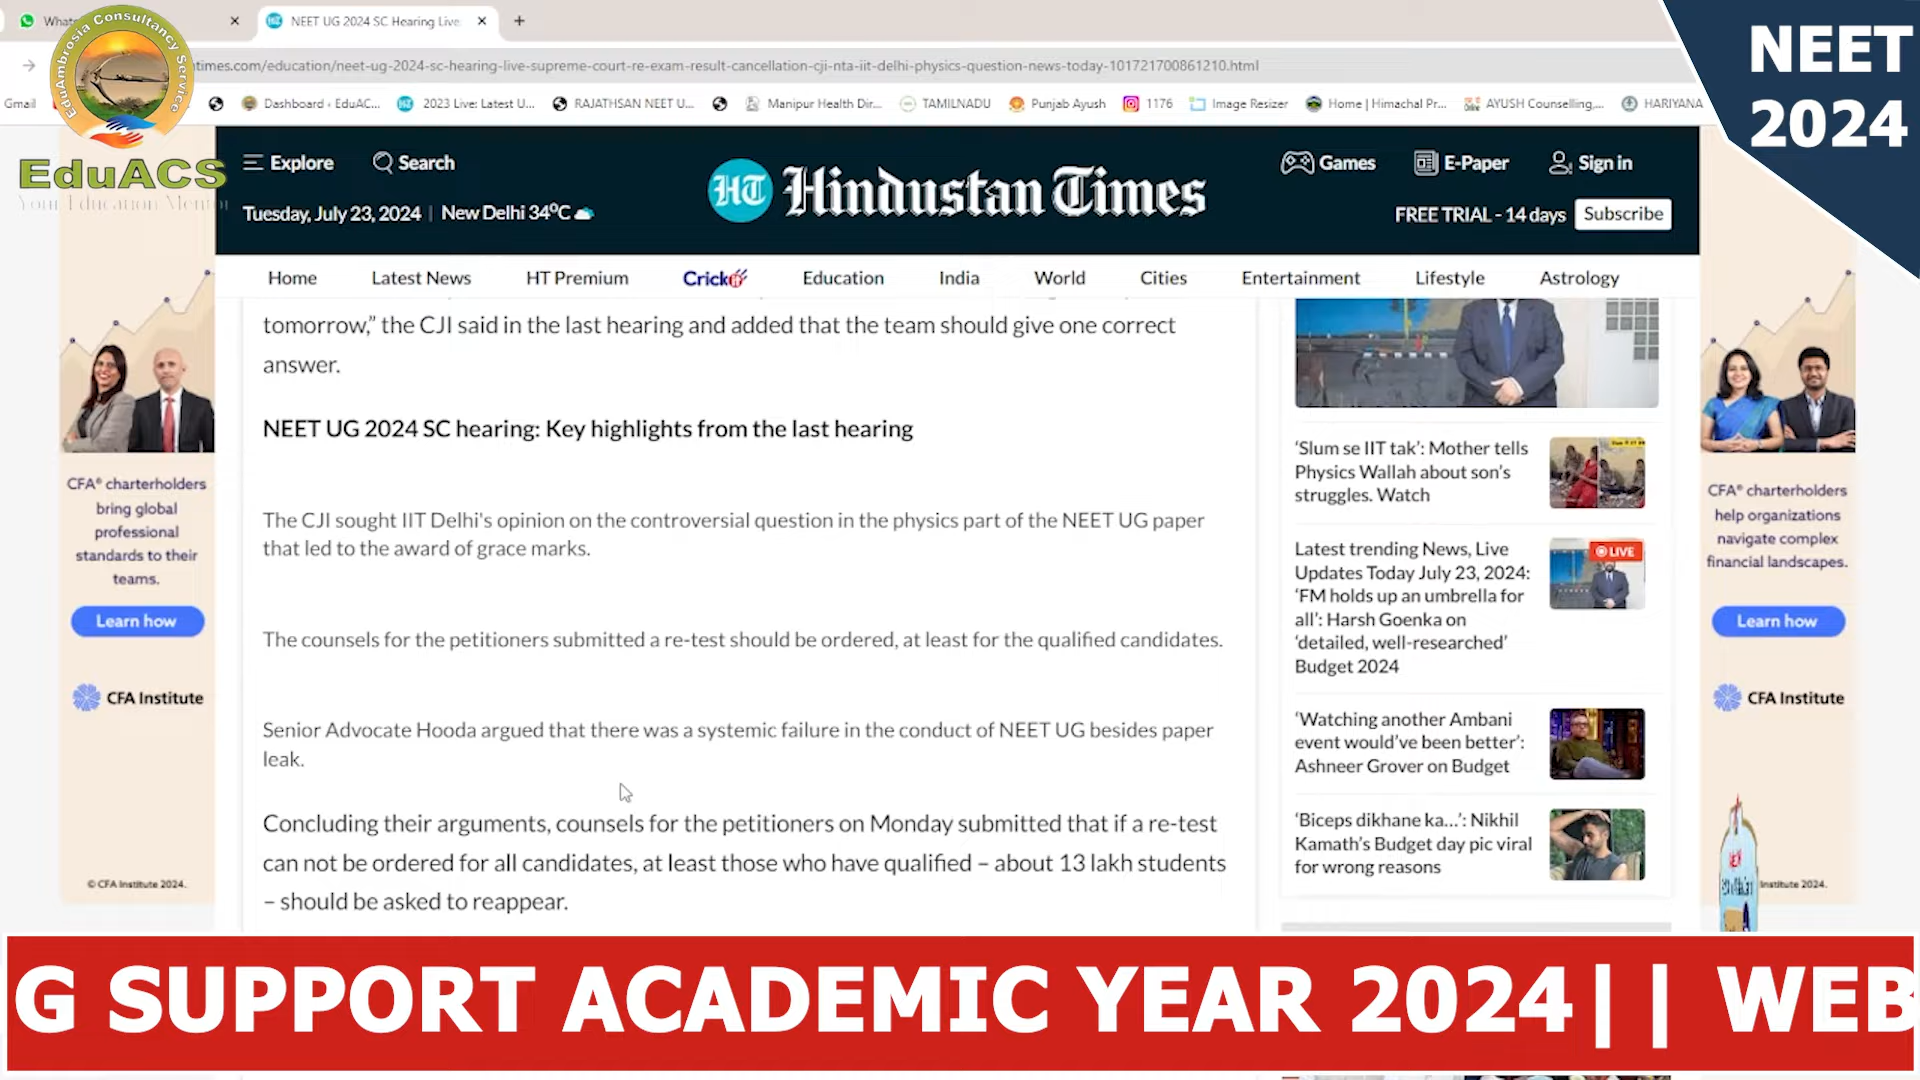 What
NEET UG 2024 SC Hearing Live
times.com/education/neet-ug-2024-sc-hearing-live-supreme-court-re-exam-result-cancellation-cji-nta-iit-delhi-physics-question-news-today-101721700861210.html
Gmail
Dashboard ‹ EduAC...
2023 Live: Latest U...
RAJATHSAN NEET U...
Manipur Health Dir...
TAMILNADU
Punjab Ayush
1176
Image Resizer
Home | Himachal Pr...
AYUSH Counselling,...
HARIYANA
EduAmbrosia Consultancy Service
EduACS
Your Education Mentor
NEET
2024
Explore
Search
HT Hindustan Times
Games
E-Paper
Sign in
Tuesday, July 23, 2024 | New Delhi 34°C
FREE TRIAL - 14 days
Subscribe
Home
Latest News
HT Premium
Crickit
Education
India
World
Cities
Entertainment
Lifestyle
Astrology
tomorrow,” the CJI said in the last hearing and added that the team should give one correct
answer.
NEET UG 2024 SC hearing: Key highlights from the last hearing
The CJI sought IIT Delhi's opinion on the controversial question in the physics part of the NEET UG paper
that led to the award of grace marks.
The counsels for the petitioners submitted a re-test should be ordered, at least for the qualified candidates.
Senior Advocate Hooda argued that there was a systemic failure in the conduct of NEET UG besides paper
leak.
Concluding their arguments, counsels for the petitioners on Monday submitted that if a re-test
can not be ordered for all candidates, at least those who have qualified – about 13 lakh students
– should be asked to reappear.
‘Slum se IIT tak’: Mother tells
Physics Wallah about son’s
struggles. Watch
Latest trending News, Live
Updates Today July 23, 2024:
‘FM holds up an umbrella for
all’: Harsh Goenka on
‘detailed, well-researched’
Budget 2024
LIVE
‘Watching another Ambani
event would’ve been better’:
Ashneer Grover on Budget
‘Biceps dikhane ka...’: Nikhil
Kamath’s Budget day pic viral
for wrong reasons
CFA® charterholders
bring global
professional
standards to their
teams.
Learn how
CFA Institute
© CFA Institute 2024.
CFA® charterholders
help organizations
navigate complex
financial landscapes.
Learn how
CFA Institute
Institute 2024.
G SUPPORT ACADEMIC YEAR 2024|| WEB